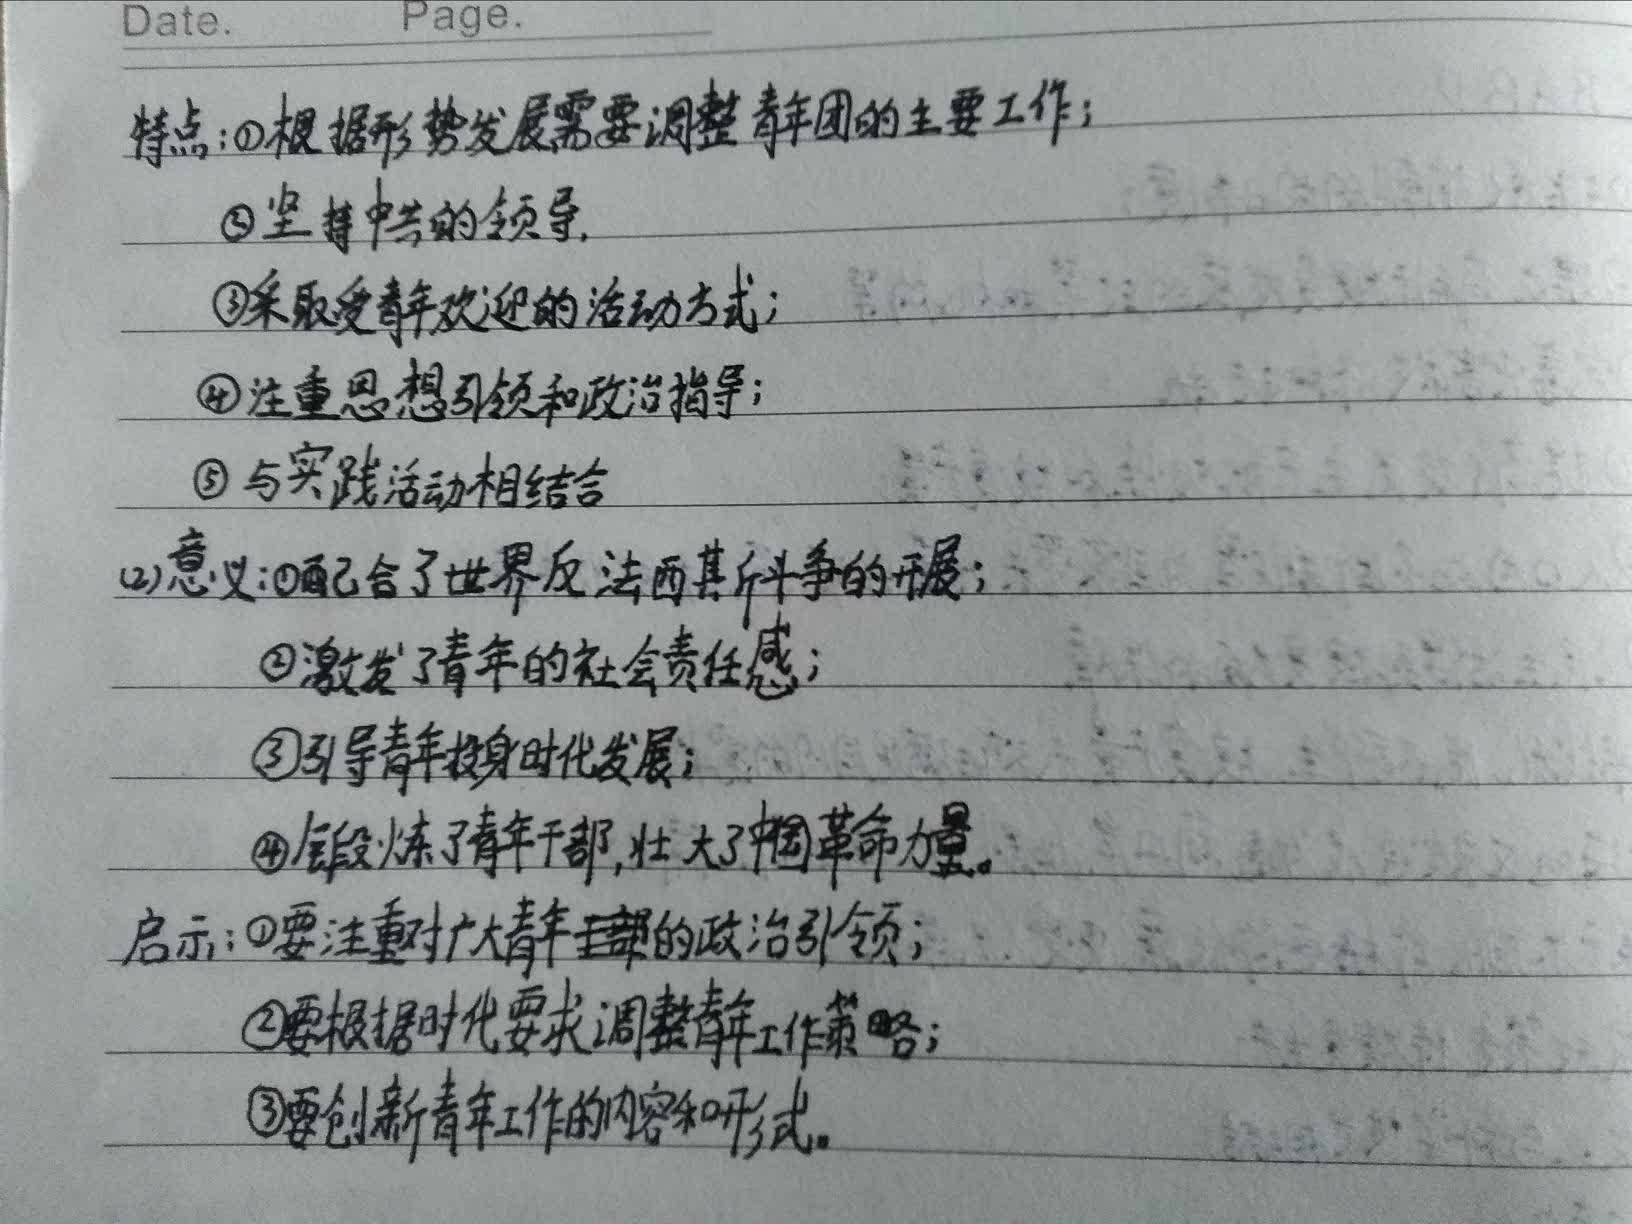 Date. Page.
特点:①根据形势发展需要调整青年团的主要工作;
②坚持中共的领导.
③采取受青年欢迎的活动方式;
④注重思想引领和政治指导;
⑤与实践活动相结合
(2)意义:①配合了世界反法西其斤斗争的开展;
②激发了青年的社会责任感;
③引导青年投身时代发展;
④锻炼了青年干部,壮大了中国革命力量。
启示:①要注重对广大青年的政治引领;
②要根据时代要求调整青年工作策略;
③要创新青年工作的内容和形式。